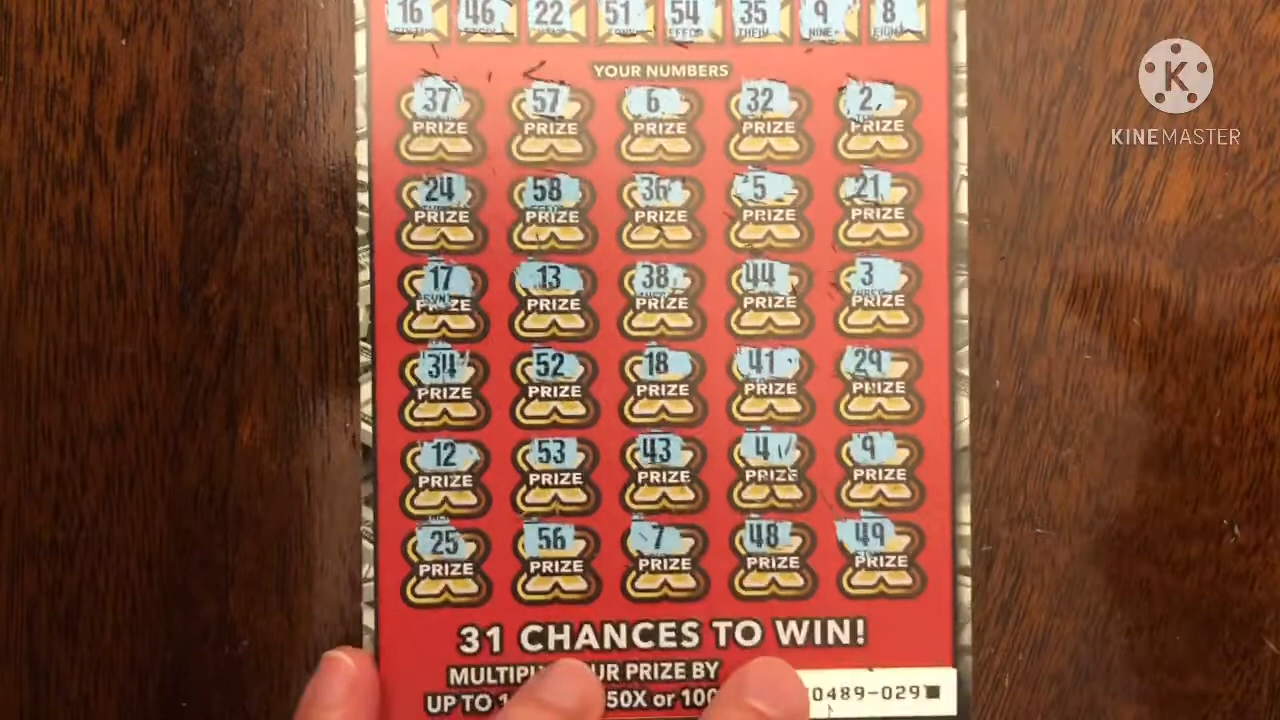 16 46 22 51 54 35 9 8
NINE
YOUR NUMBERS
37 57 6 32 2
PRIZE PRIZE PRIZE PRIZE PRIZE
24 58 36 5 21
PRIZE PRIZE PRIZE PRIZE PRIZE
17 13 38 44 3
PRIZE PRIZE PRIZE PRIZE PRIZE
34 52 18 41 29
PRIZE PRIZE PRIZE PRIZE PRIZE
12 53 43 4 9
PRIZE PRIZE PRIZE PRIZE PRIZE
25 56 7 48 49
PRIZE PRIZE PRIZE PRIZE PRIZE
31 CHANCES TO WIN!
PRIZE BY
UP TO 50X or
0489-029
K
KINEMASTER